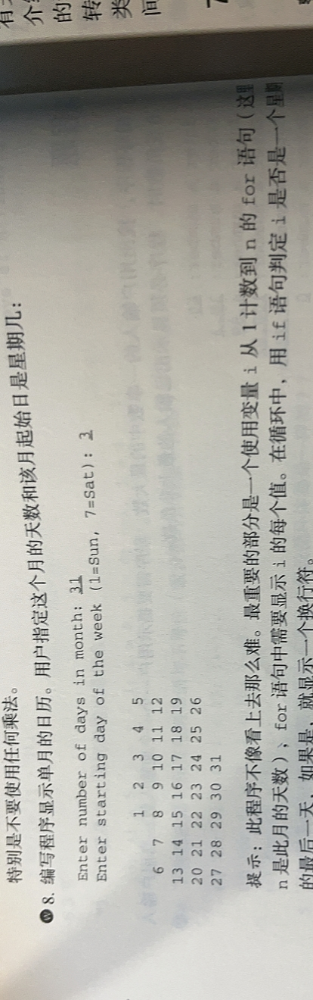 特别是不要使用任何乘法。
8. 编写程序显示单月的日历。用户指定这个月的天数和该月起始日是星期几：
Enter number of days in month: 31
Enter starting day of the week (1=Sun, 7=Sat): 3
1 2 3 4 5
6 7 8 9 10 11 12
13 14 15 16 17 18 19
20 21 22 23 24 25 26
27 28 29 30 31
提示：此程序不像看上去那么难。最重要的部分是一个使用变量 i 从 1 计数到 n 的 for 语句（这里
n 是此月的天数）；for 语句中需要显示 i 的每个值。在循环中，用 if 语句判定 i 是否是一个星期
的最后一天，如果是，就显示一个换行符。